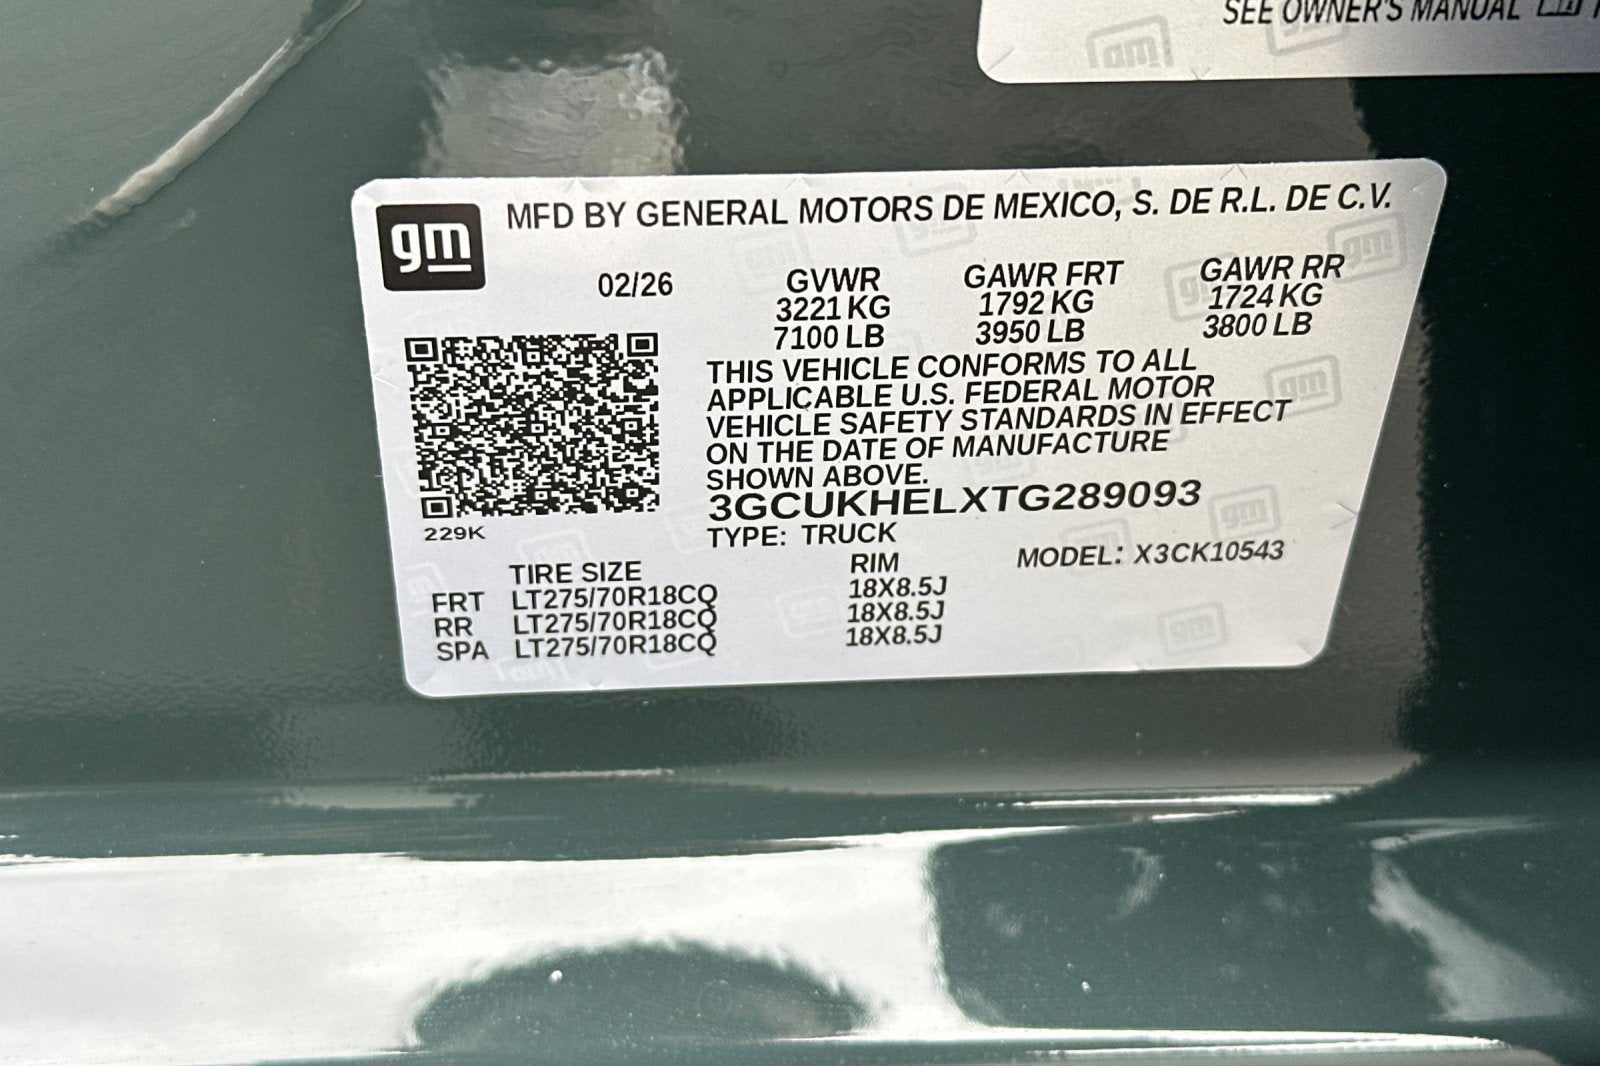 SEE OWNER'S MANUAL
gm
MFD BY GENERAL MOTORS DE MEXICO, S. DE R.L. DE C.V.
02/26
GVWR GAWR FRT GAWR RR
3221 KG 1792 KG 1724 KG
7100 LB 3950 LB 3800 LB
THIS VEHICLE CONFORMS TO ALL
APPLICABLE U.S. FEDERAL MOTOR
VEHICLE SAFETY STANDARDS IN EFFECT
ON THE DATE OF MANUFACTURE
SHOWN ABOVE.
3GCUKHELXTG289093
229K
TYPE: TRUCK
MODEL: X3CK10543
TIRE SIZE RIM
FRT LT275/70R18CQ 18X8.5J
RR LT275/70R18CQ 18X8.5J
SPA LT275/70R18CQ 18X8.5J